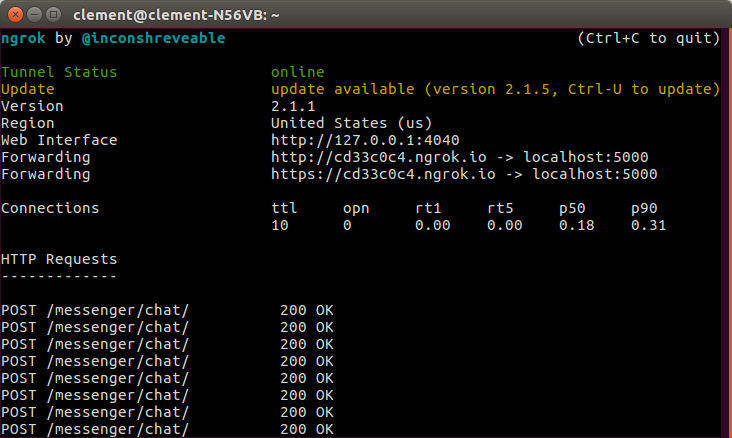 clement@clement-N56VB: ~
ngrok by @inconshreveable (Ctrl+C to quit)
Tunnel Status online
Update update available (version 2.1.5, Ctrl-U to update)
Version 2.1.1
Region United States (us)
Web Interface http://127.0.0.1:4040
Forwarding http://cd33c0c4.ngrok.io -> localhost:5000
Forwarding https://cd33c0c4.ngrok.io -> localhost:5000
Connections ttl opn rt1 rt5 p50 p90
10 0 0.00 0.00 0.18 0.31
HTTP Requests
-------------
POST /messenger/chat/ 200 OK
POST /messenger/chat/ 200 OK
POST /messenger/chat/ 200 OK
POST /messenger/chat/ 200 OK
POST /messenger/chat/ 200 OK
POST /messenger/chat/ 200 OK
POST /messenger/chat/ 200 OK
POST /messenger/chat/ 200 OK